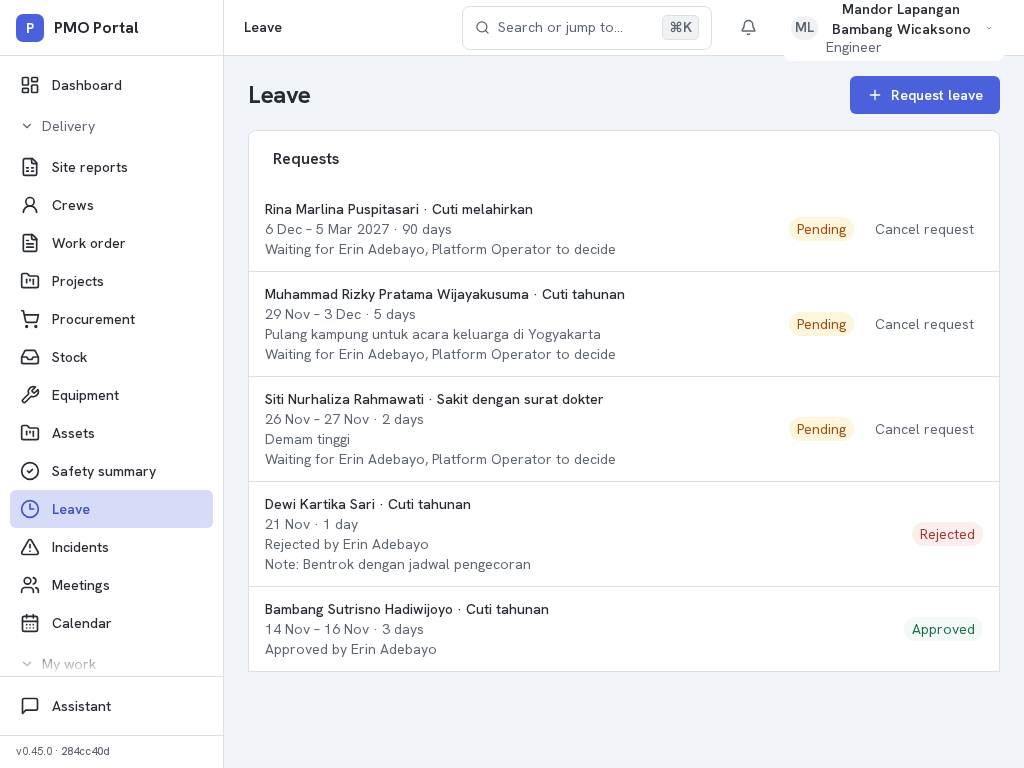 P PMO Portal
Leave
Search or jump to...
⌘K
ML
Mandor Lapangan
Bambang Wicaksono
Engineer
Dashboard
Delivery
Site reports
Crews
Work order
Projects
Procurement
Stock
Equipment
Assets
Safety summary
Leave
Incidents
Meetings
Calendar
My work
Assistant
v0.45.0 · 284cc40d
Leave
+ Request leave
Requests
Rina Marlina Puspitasari · Cuti melahirkan
6 Dec – 5 Mar 2027 · 90 days
Waiting for Erin Adebayo, Platform Operator to decide
Pending
Cancel request
Muhammad Rizky Pratama Wijayakusuma · Cuti tahunan
29 Nov – 3 Dec · 5 days
Pulang kampung untuk acara keluarga di Yogyakarta
Waiting for Erin Adebayo, Platform Operator to decide
Pending
Cancel request
Siti Nurhaliza Rahmawati · Sakit dengan surat dokter
26 Nov – 27 Nov · 2 days
Demam tinggi
Waiting for Erin Adebayo, Platform Operator to decide
Pending
Cancel request
Dewi Kartika Sari · Cuti tahunan
21 Nov · 1 day
Rejected by Erin Adebayo
Note: Bentrok dengan jadwal pengecoran
Rejected
Bambang Sutrisno Hadiwijoyo · Cuti tahunan
14 Nov – 16 Nov · 3 days
Approved by Erin Adebayo
Approved